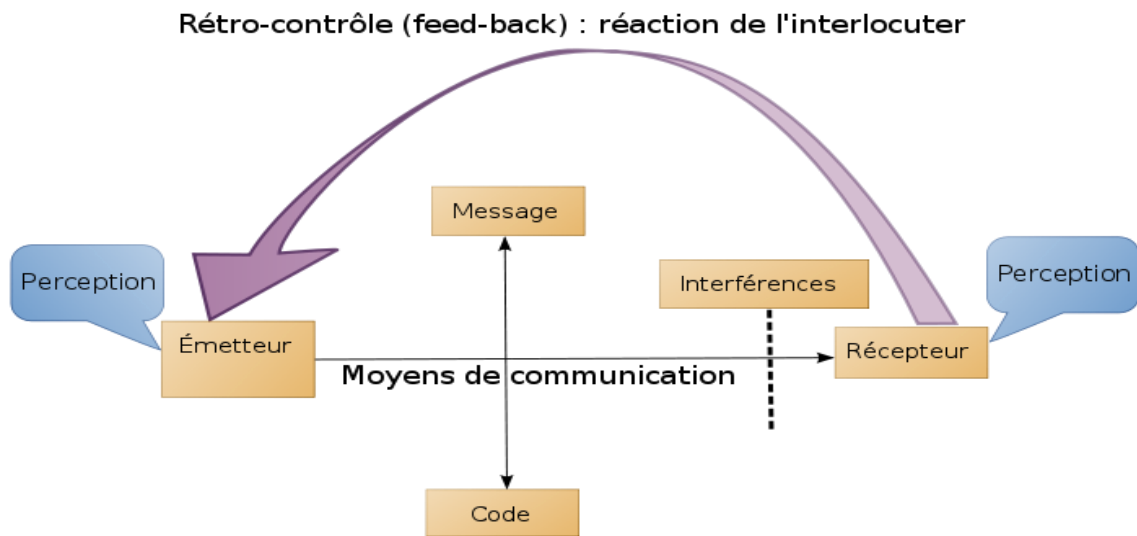 Rétro-contrôle (feed-back) : réaction de l'interlocuter
Message
Perception
Interférences
Perception
Émetteur
Récepteur
Moyens de communication
Code